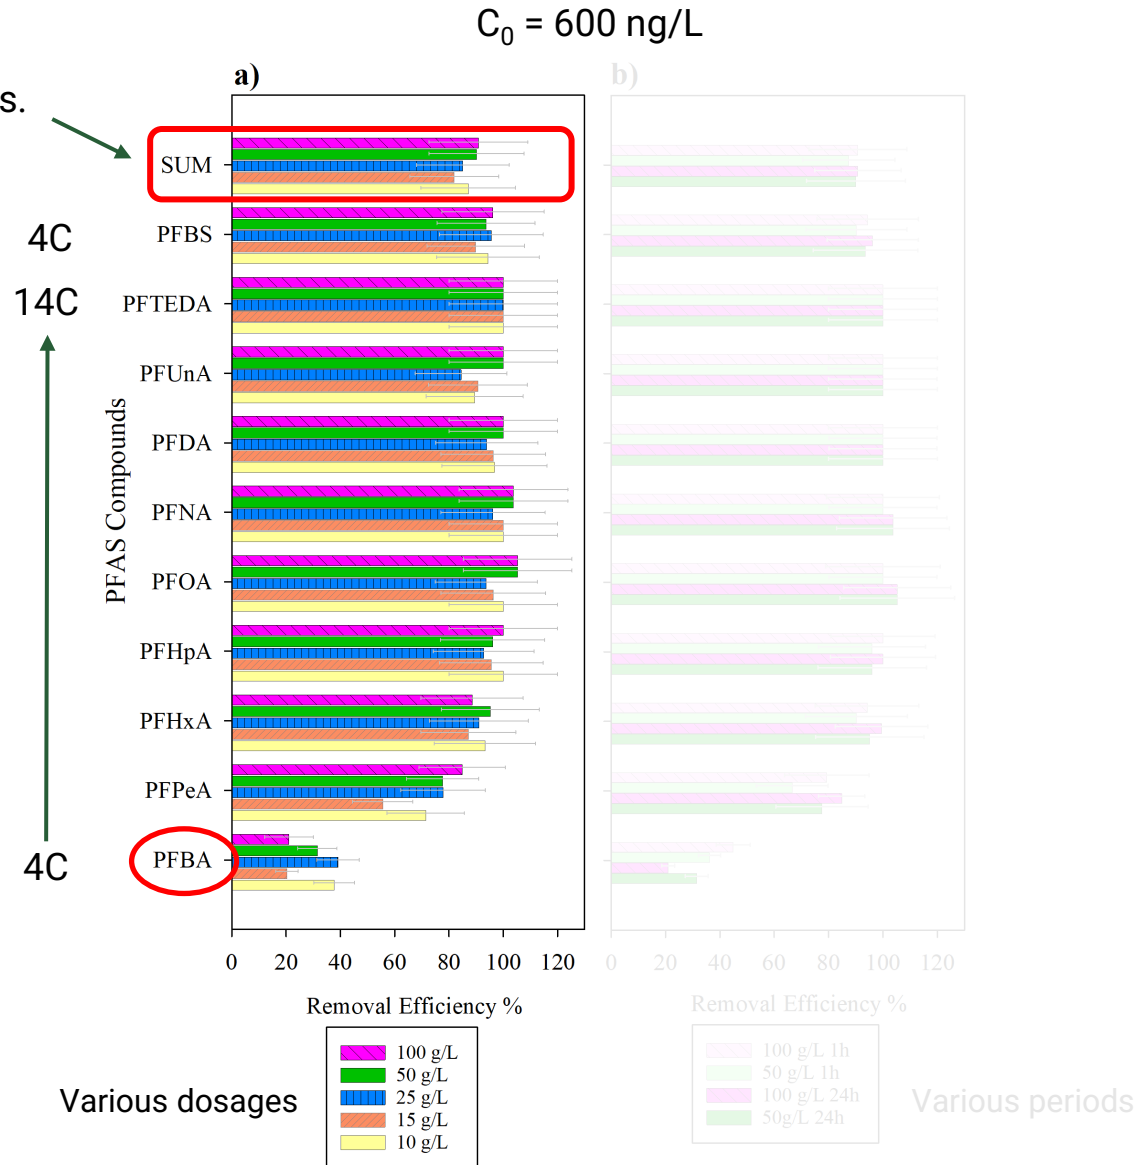 C₀ = 600 ng/L
a)
b)
s.
SUM
PFBS
4C
14C
PFTEDA
PFUnA
PFDA
PFAS Compounds
PFNA
PFOA
PFHpA
PFHxA
PFPeA
PFBA
4C
0 20 40 60 80 100 120
0 20 40 60 80 100 120
Removal Efficiency %
Removal Efficiency %
100 g/L
50 g/L
25 g/L
15 g/L
10 g/L
Various dosages
100 g/L 1h
50 g/L 1h
100 g/L 24h
50g/L 24h
Various periods